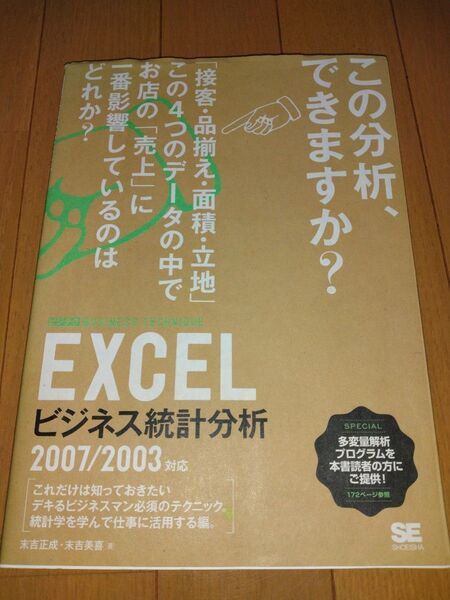 この分析、
できますか?
「接客・品揃え・面積・立地」
この4つのデータの中で
お店の「売上」に
一番影響しているのは
どれか?
ビジテク BUSINESS TECHNIQUE
EXCEL
ビジネス統計分析
2007/2003 対応
これだけは知っておきたい
デキるビジネスマン必須のテクニック。
統計学を学んで仕事に活用する編。
末吉正成・末吉美喜 著
SPECIAL
多変量解析
プログラムを
本書読者の方に
ご提供!
172ページ参照
SE
SHOEISHA